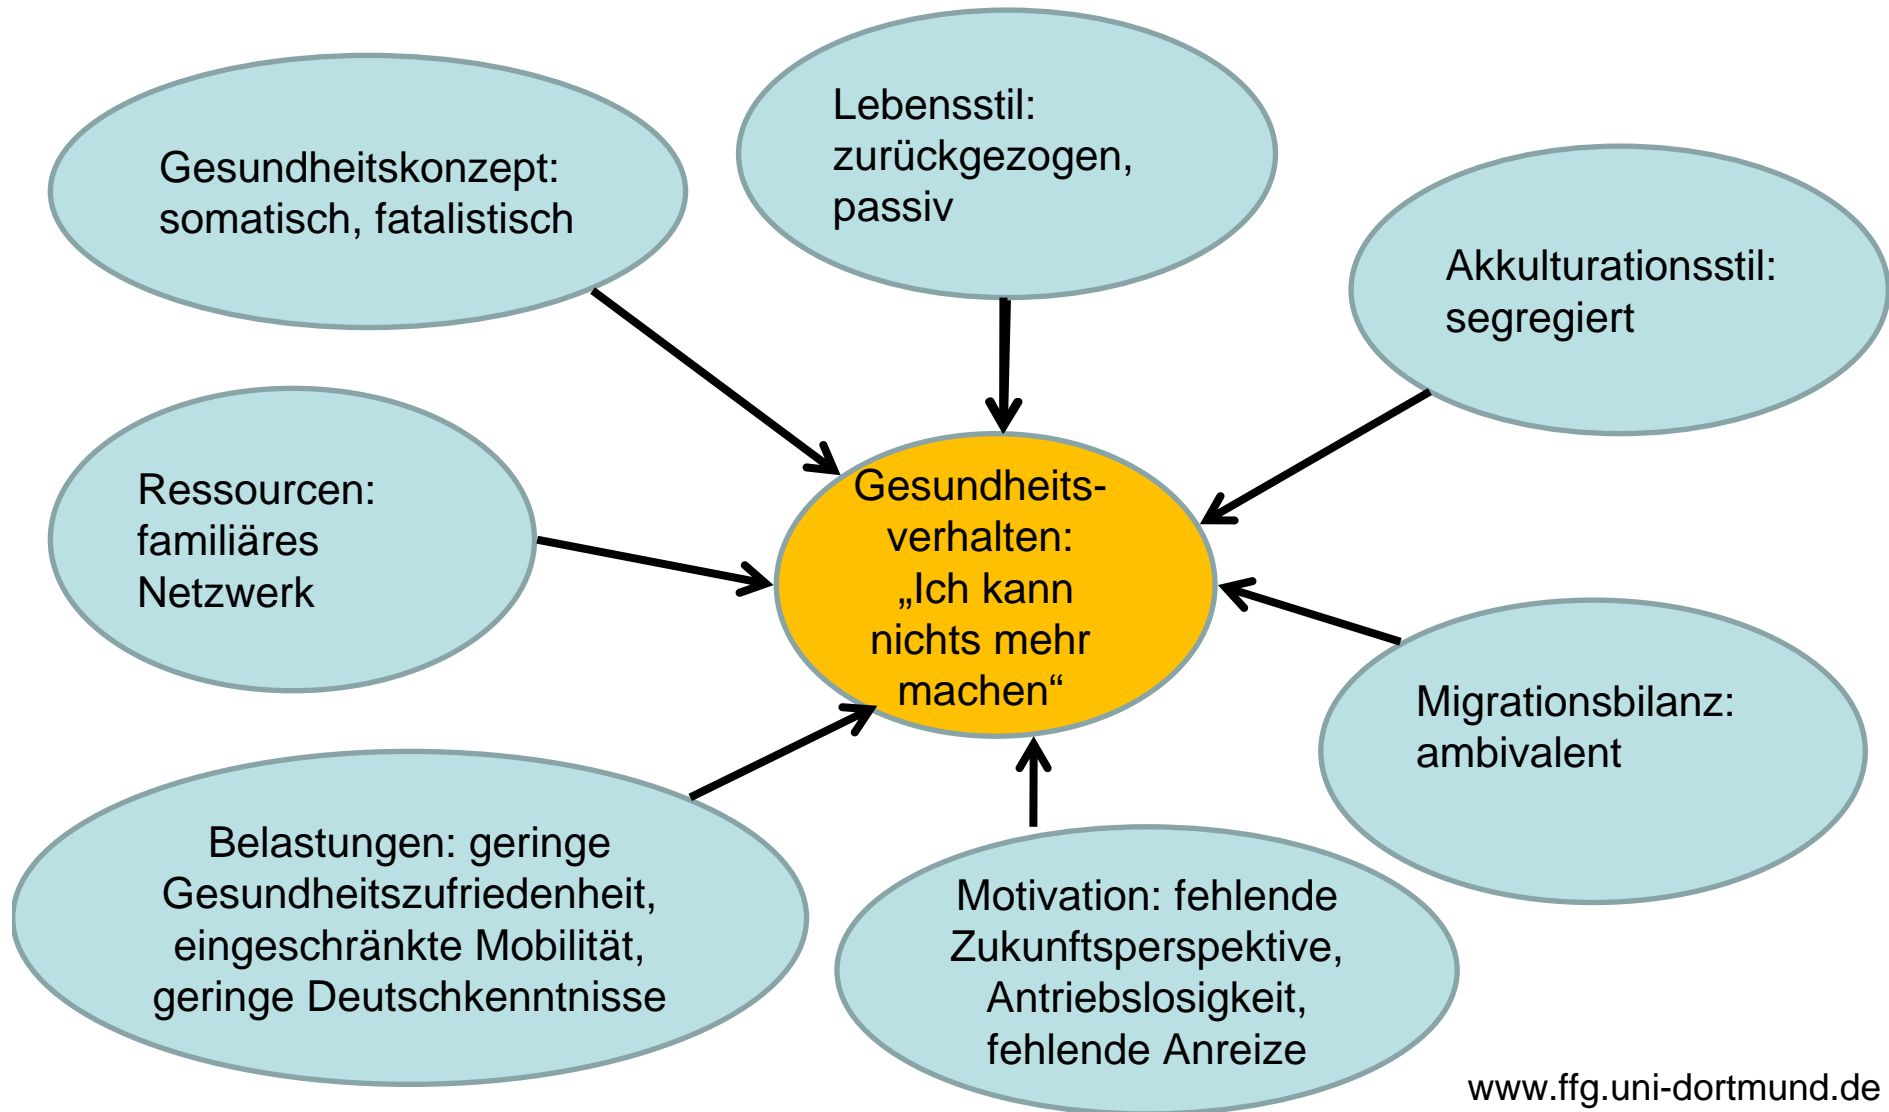 Gesundheitskonzept:
somatisch, fatalistisch
Lebensstil:
zurückgezogen,
passiv
Akkulturationsstil:
segregiert
Ressourcen:
familiäres
Netzwerk
Gesundheits-
verhalten:
„Ich kann
nichts mehr
machen“
Migrationsbilanz:
ambivalent
Belastungen: geringe
Gesundheitszufriedenheit,
eingeschränkte Mobilität,
geringe Deutschkenntnisse
Motivation: fehlende
Zukunftsperspektive,
Antriebslosigkeit,
fehlende Anreize
www.ffg.uni-dortmund.de